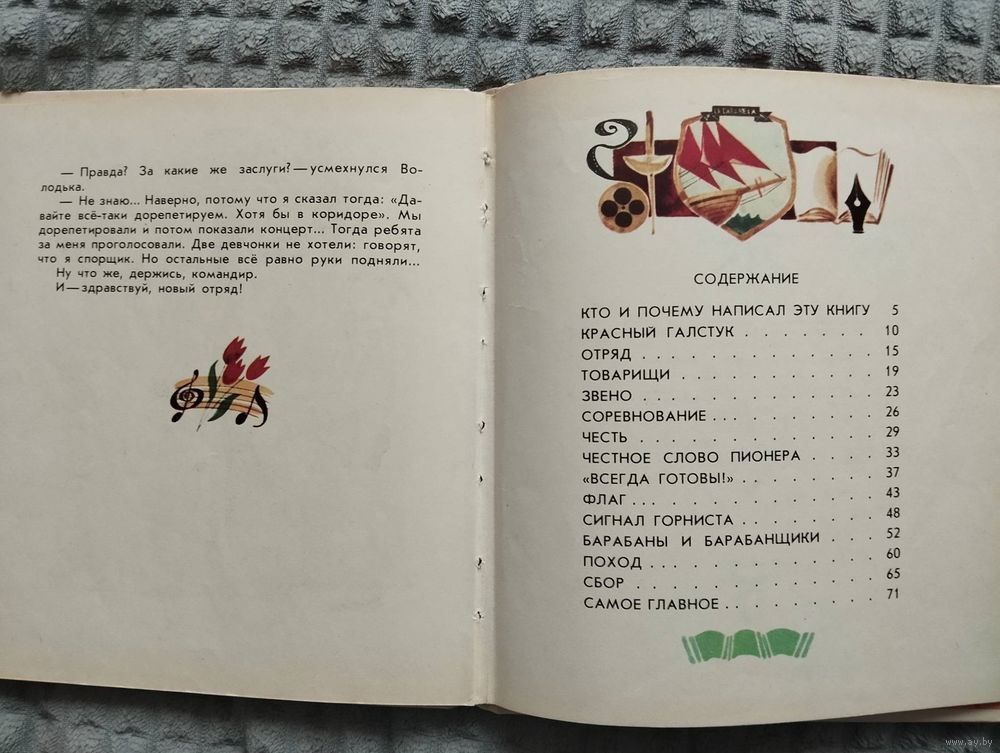 — Правда? За какие же заслуги? — усмехнулся Во-
лодька.
— Не знаю... Наверно, потому что я сказал тогда: «Да-
вайте всё-таки дорепетируем. Хотя бы в коридоре». Мы
дорепетировали и потом показали концерт... Тогда ребята
за меня проголосовали. Две девчонки не хотели: говорят,
что я спорщик. Но остальные всё равно руки подняли...
Ну что же, держись, командир.
И — здравствуй, новый отряд!
СОДЕРЖАНИЕ
КТО И ПОЧЕМУ НАПИСАЛ ЭТУ КНИГУ 5
КРАСНЫЙ ГАЛСТУК . . . . . . . 10
ОТРЯД . . . . . . . . . . . . 15
ТОВАРИЩИ . . . . . . . . . . 19
ЗВЕНО . . . . . . . . . . . . 23
СОРЕВНОВАНИЕ . . . . . . . . 26
ЧЕСТЬ . . . . . . . . . . . . 29
ЧЕСТНОЕ СЛОВО ПИОНЕРА . . . . 33
«ВСЕГДА ГОТОВЫ!» . . . . . . . 37
ФЛАГ . . . . . . . . . . . . . 43
СИГНАЛ ГОРНИСТА . . . . . . . 48
БАРАБАНЫ И БАРАБАНЩИКИ . . . 52
ПОХОД . . . . . . . . . . . . 60
СБОР . . . . . . . . . . . . . 65
САМОЕ ГЛАВНОЕ . . . . . . . . 71
www.ay.by